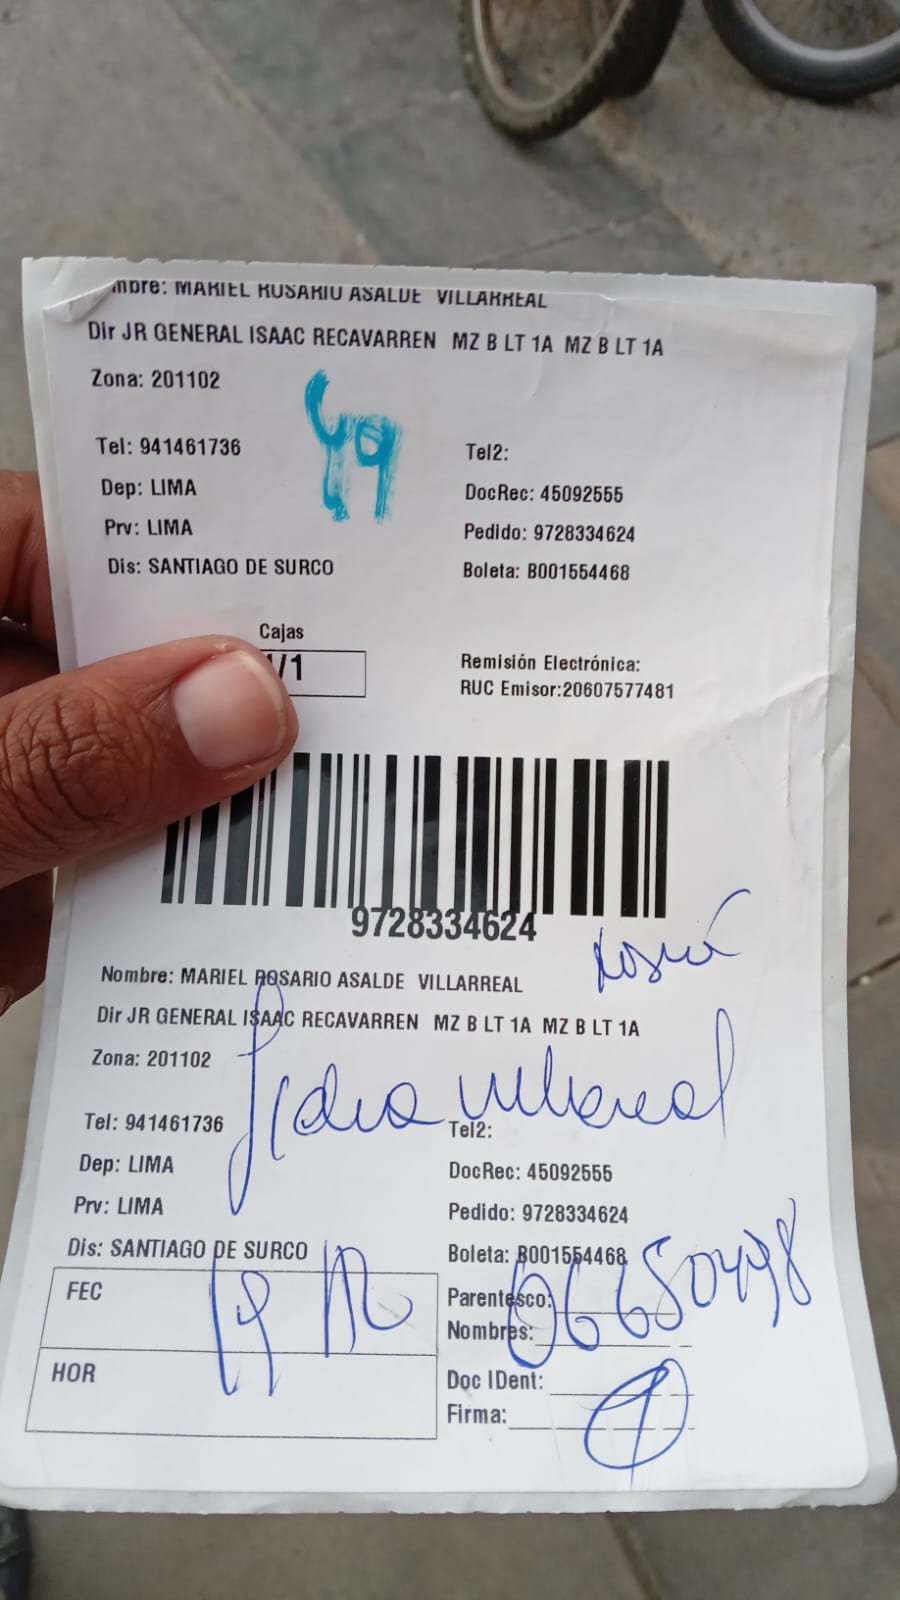 mbre: MARIEL ROSARIO ASALDE VILLARREAL
Dir JR GENERAL ISAAC RECAVARREN MZ B LT 1A MZ B LT 1A
Zona: 201102
49
Tel: 941461736
Tel2:
Dep: LIMA
DocRec: 45092555
Prv: LIMA
Pedido: 9728334624
Dis: SANTIAGO DE SURCO
Boleta: B001554468
Cajas
/1
Remisión Electrónica:
RUC Emisor:20607577481
9728334624
Nombre: MARIEL ROSARIO ASALDE VILLARREAL
Dir JR GENERAL ISAAC RECAVARREN MZ B LT 1A MZ B LT 1A
Zona: 201102
Villareal
Tel: 941461736
Tel2:
Dep: LIMA
DocRec: 45092555
Prv: LIMA
Pedido: 9728334624
Dis: SANTIAGO DE SURCO
Boleta: B001554468
FEC
Parentesco:
06650498
Nombres:
HOR
Doc IDent:
Firma: